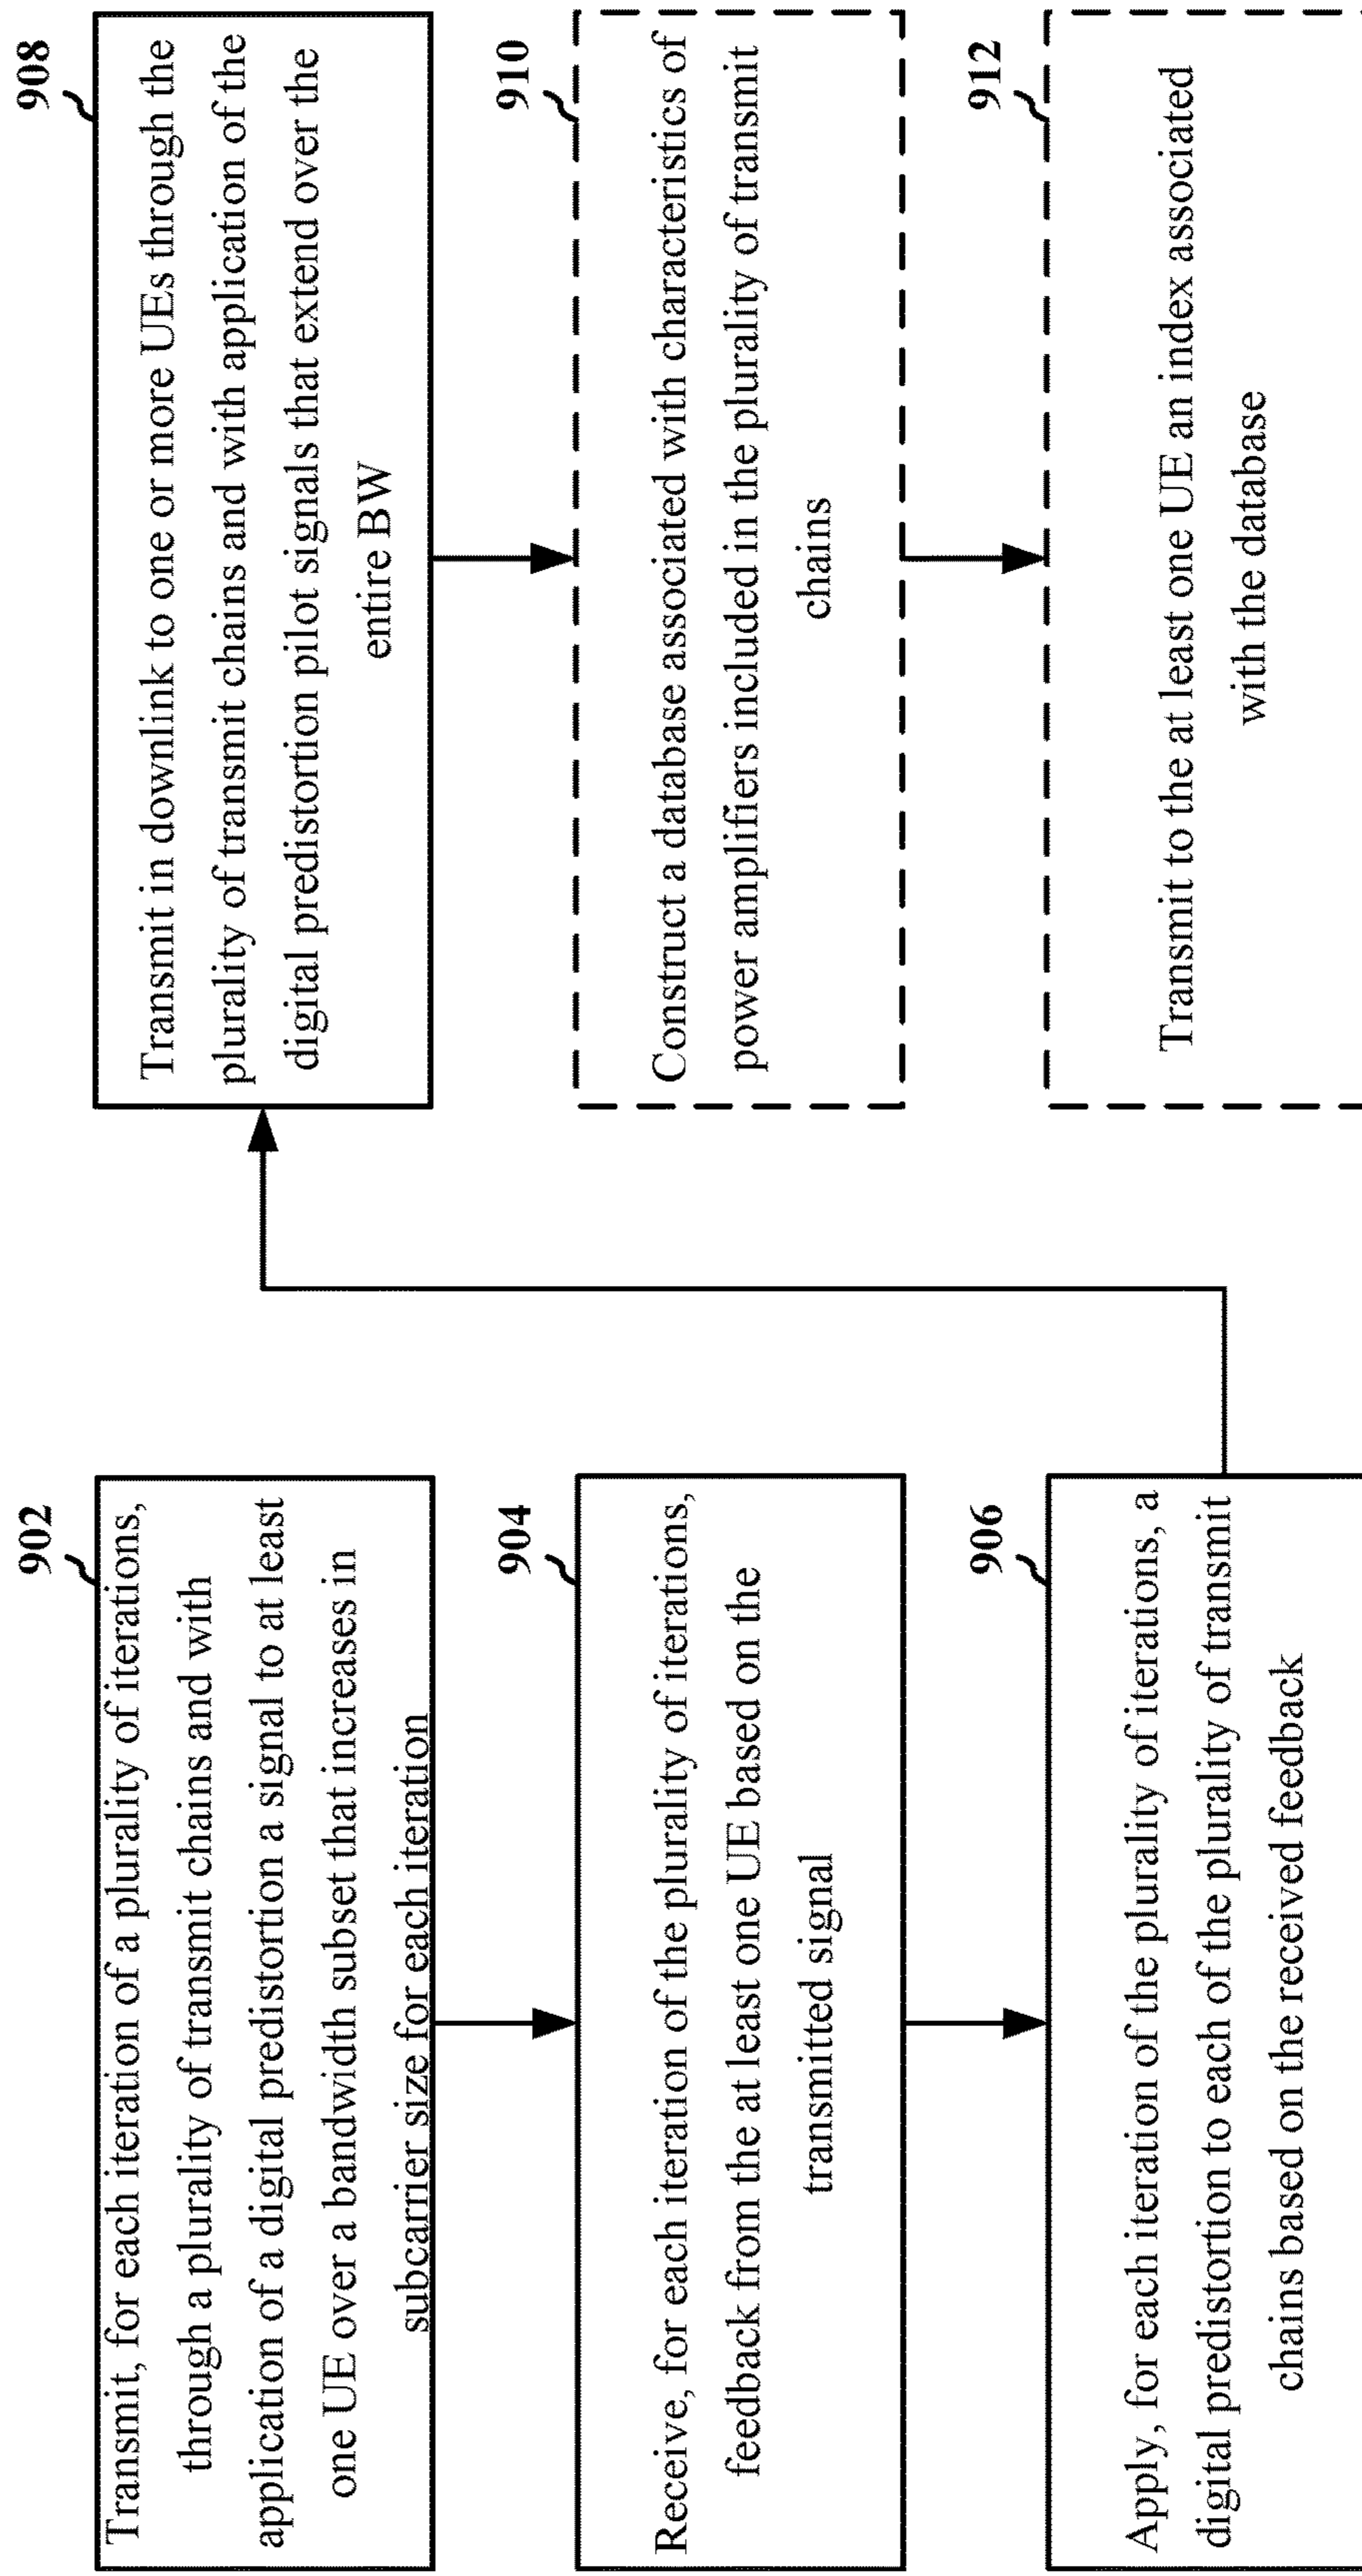 902
Transmit, for each iteration of a plurality of iterations,
through a plurality of transmit chains and with
application of a digital predistortion a signal to at least
one UE over a bandwidth subset that increases in
subcarrier size for each iteration
904
Receive, for each iteration of the plurality of iterations,
feedback from the at least one UE based on the
transmitted signal
906
Apply, for each iteration of the plurality of iterations, a
digital predistortion to each of the plurality of transmit
chains based on the received feedback
908
Transmit in downlink to one or more UEs through the
plurality of transmit chains and with application of the
digital predistortion pilot signals that extend over the
entire BW
910
Construct a database associated with characteristics of
power amplifiers included in the plurality of transmit
chains
912
Transmit to the at least one UE an index associated
with the database